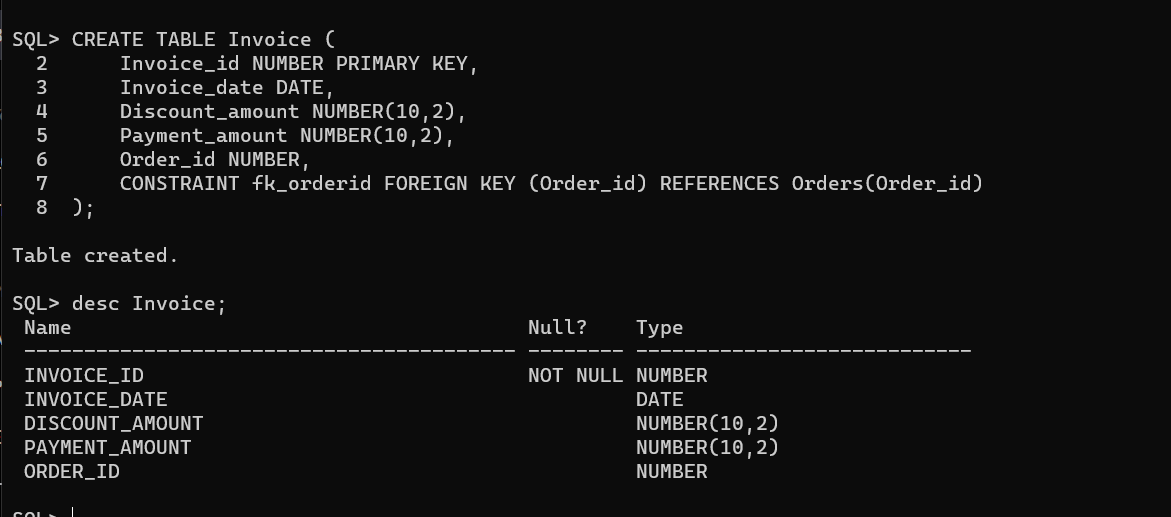 SQL> CREATE TABLE Invoice (
  2      Invoice_id NUMBER PRIMARY KEY,
  3      Invoice_date DATE,
  4      Discount_amount NUMBER(10,2),
  5      Payment_amount NUMBER(10,2),
  6      Order_id NUMBER,
  7      CONSTRAINT fk_orderid FOREIGN KEY (Order_id) REFERENCES Orders(Order_id)
  8  );
Table created.
SQL> desc Invoice;
 Name                                      Null?    Type
 ----------------------------------------- -------- ----------------------------
 INVOICE_ID                                NOT NULL NUMBER
 INVOICE_DATE                                       DATE
 DISCOUNT_AMOUNT                                    NUMBER(10,2)
 PAYMENT_AMOUNT                                     NUMBER(10,2)
 ORDER_ID                                           NUMBER
SQL>